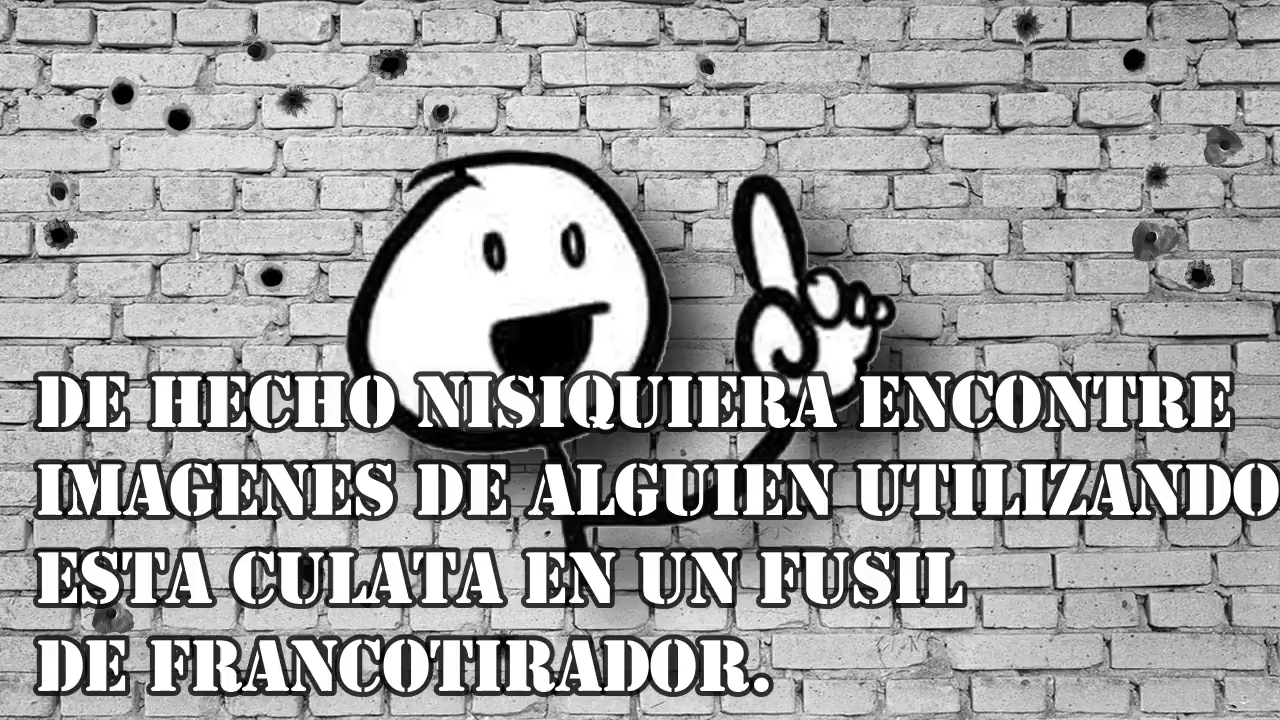 DE HECHO NISIQUIERA ENCONTRE
IMAGENES DE ALGUIEN UTILIZANDO
ESTA CULATA EN UN FUSIL
DE FRANCOTIRADOR.